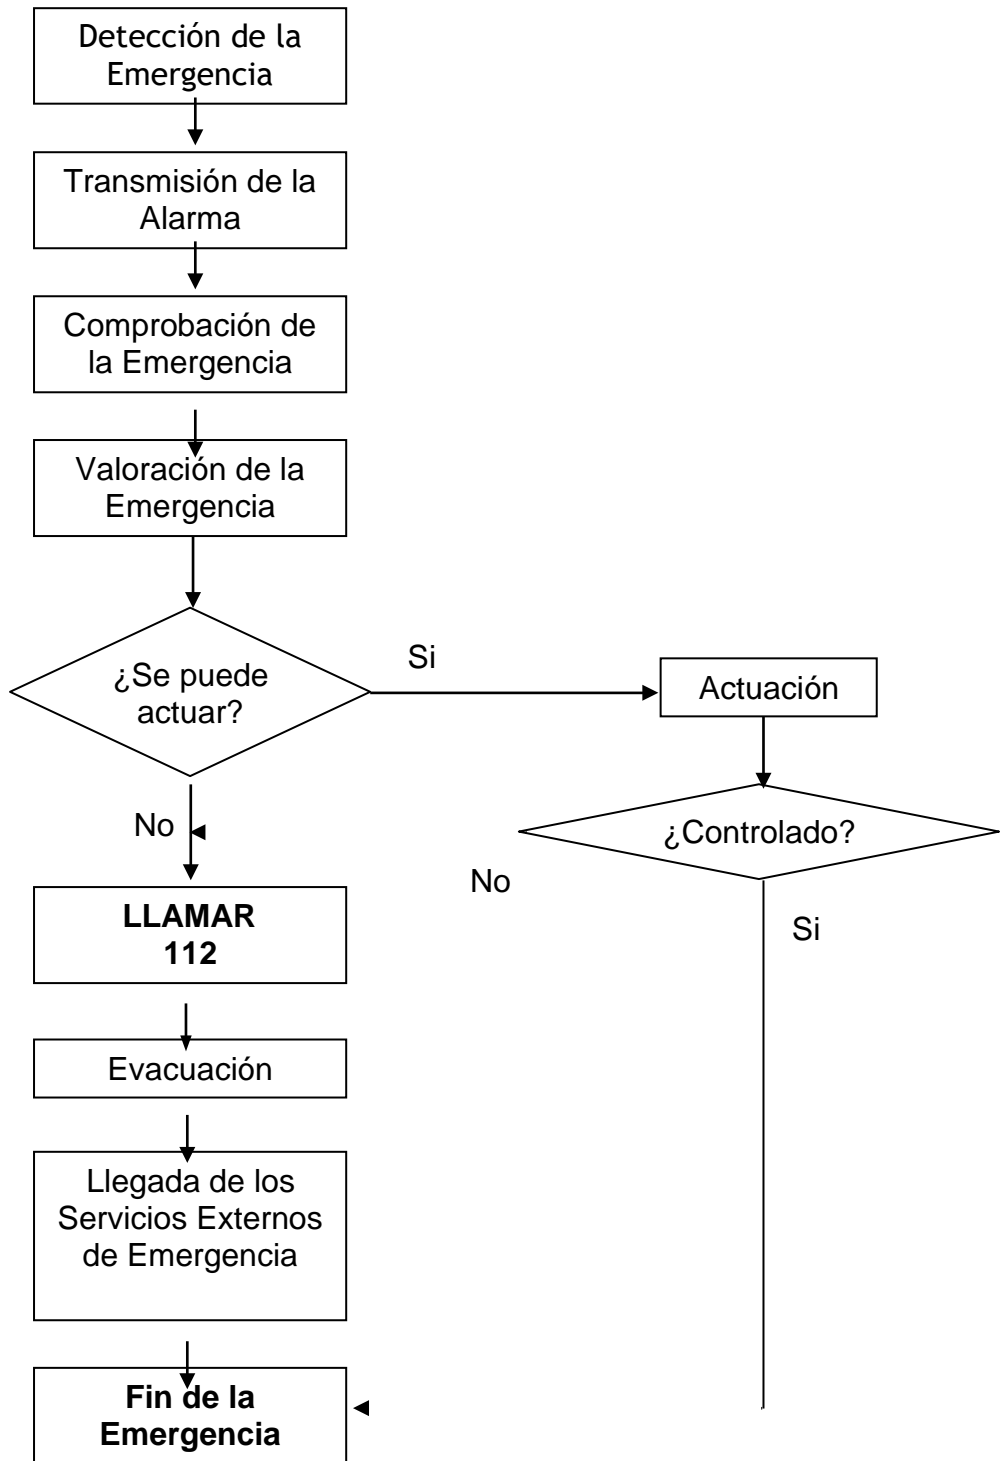 Detección de la
Emergencia
Transmisión de la
Alarma
Comprobación de
la Emergencia
Valoración de la
Emergencia
¿Se puede
actuar?
Si
Actuación
No
¿Controlado?
No
Si
LLAMAR
112
Evacuación
Llegada de los
Servicios Externos
de Emergencia
Fin de la
Emergencia